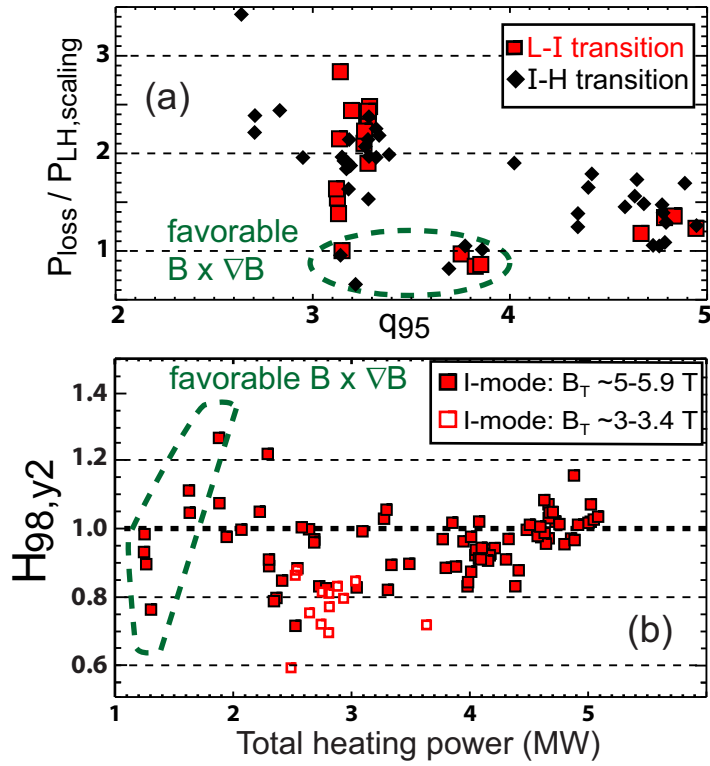 3
2
1
P_loss / P_LH,scaling
(a)
L-I transition
I-H transition
favorable
B x ∇B
2
3
4
5
q_95
1.4
1.2
1.0
0.8
0.6
H_98,y2
favorable B x ∇B
I-mode: B_T ~5-5.9 T
I-mode: B_T ~3-3.4 T
(b)
1
2
3
4
5
Total heating power (MW)